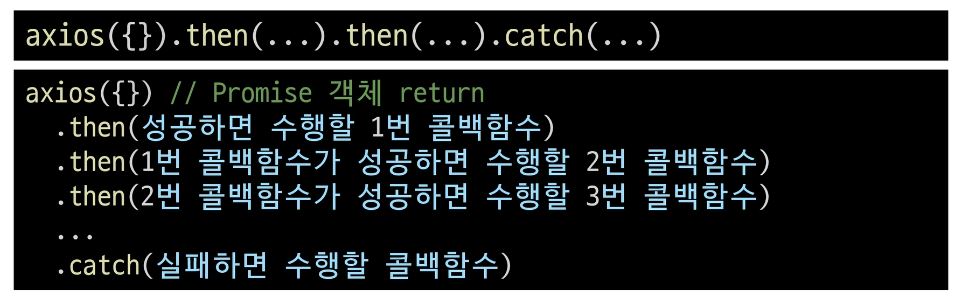 axios({}).then(...).then(...).catch(...)
axios({}) // Promise 객체 return
.then(성공하면 수행할 1번 콜백함수)
.then(1번 콜백함수가 성공하면 수행할 2번 콜백함수)
.then(2번 콜백함수가 성공하면 수행할 3번 콜백함수)
...
.catch(실패하면 수행할 콜백함수)